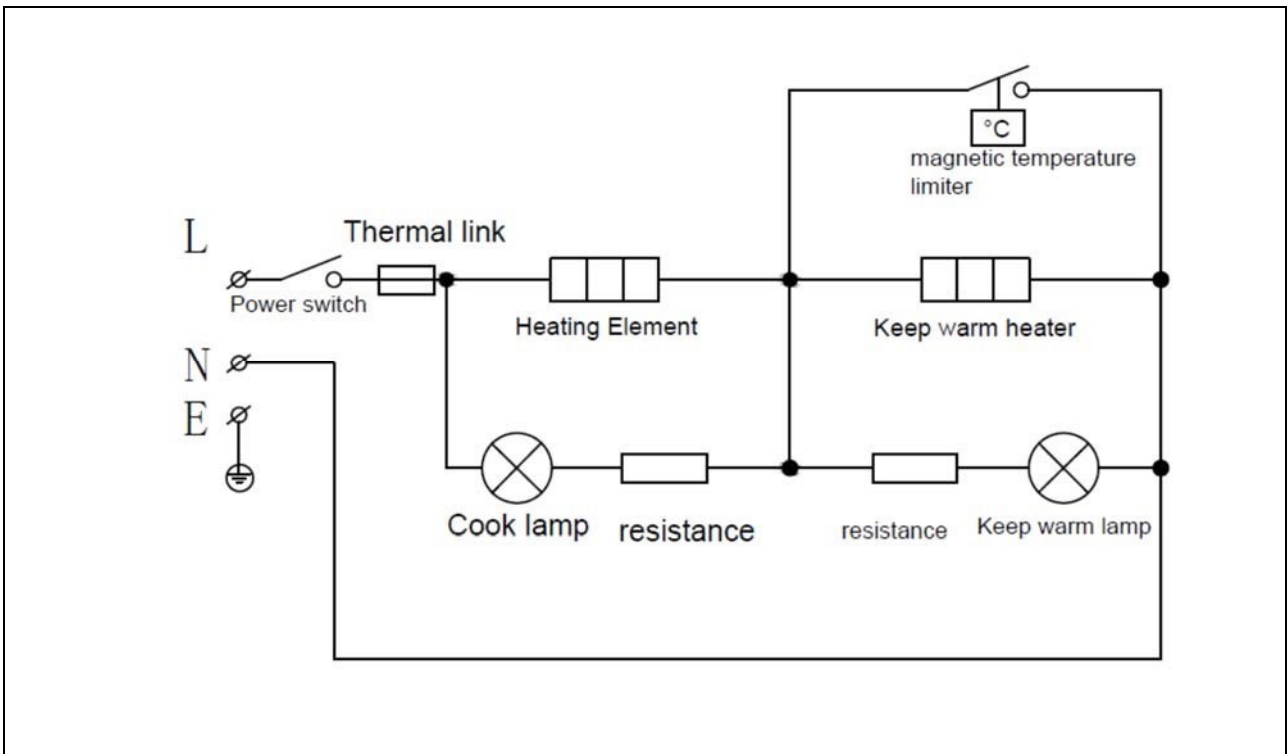 °C
magnetic temperature
limiter
L
Thermal link
Power switch
Heating Element
Keep warm heater
N
E
Cook lamp
resistance
resistance
Keep warm lamp